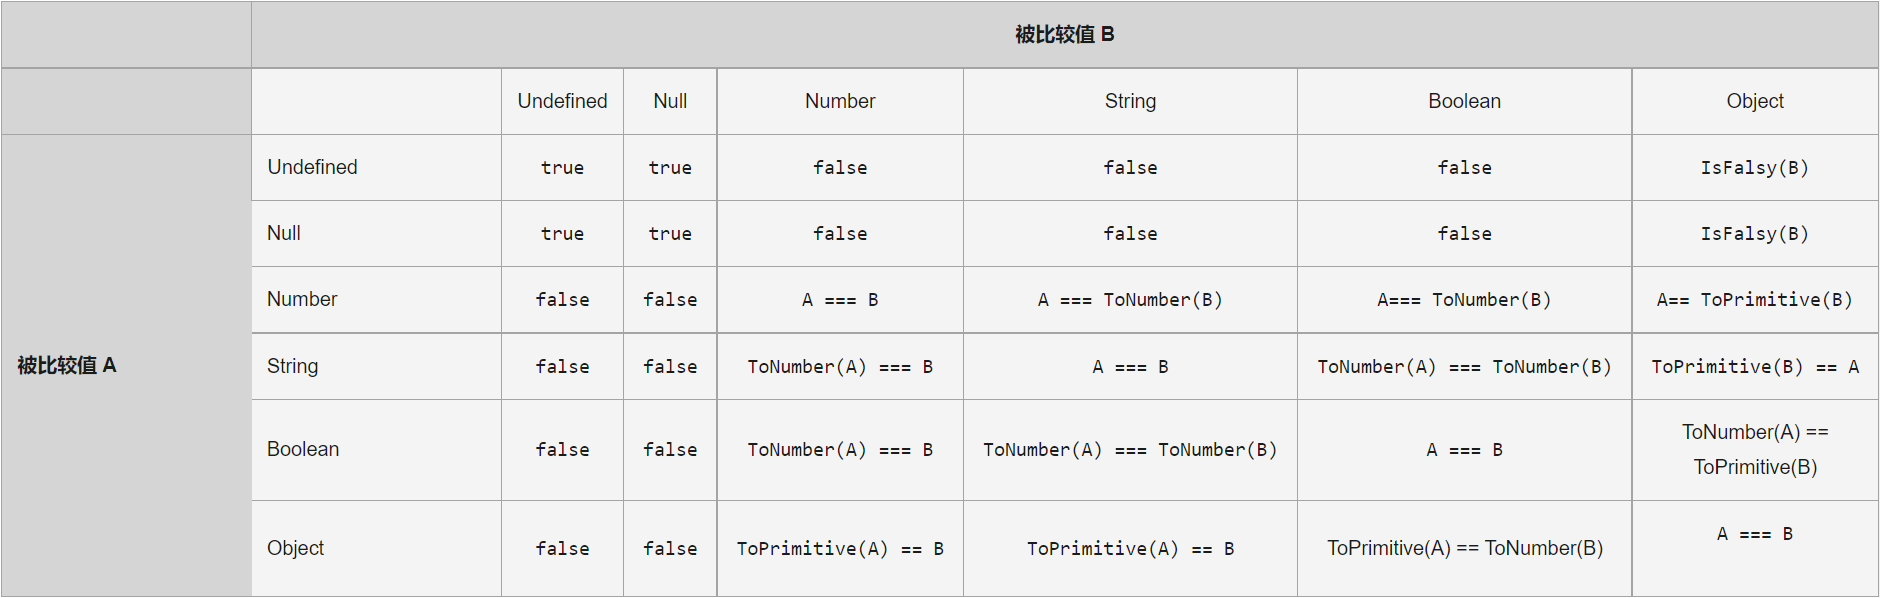 被比较值 B
Undefined Null Number String Boolean Object
Undefined true true false false false IsFalsy(B)
Null true true false false false IsFalsy(B)
Number false false A === B A === ToNumber(B) A=== ToNumber(B) A== ToPrimitive(B)
被比较值 A
String false false ToNumber(A) === B A === B ToNumber(A) === ToNumber(B) ToPrimitive(B) == A
Boolean false false ToNumber(A) === B ToNumber(A) === ToNumber(B) A === B ToNumber(A) ==
ToPrimitive(B)
Object false false ToPrimitive(A) == B ToPrimitive(A) == B ToPrimitive(A) == ToNumber(B) A === B